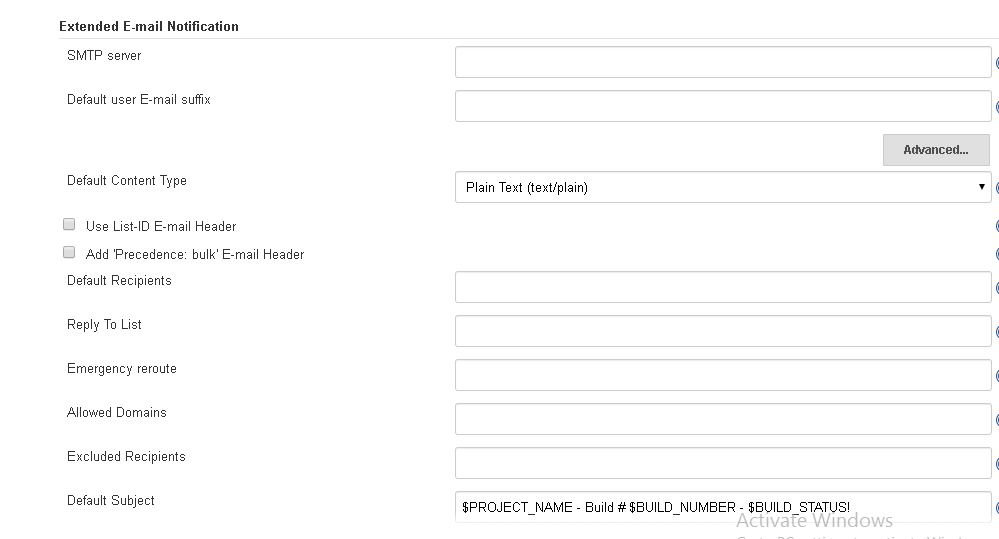 Extended E-mail Notification
SMTP server
Default user E-mail suffix
Advanced...
Default Content Type
Plain Text (text/plain)
Use List-ID E-mail Header
Add 'Precedence: bulk' E-mail Header
Default Recipients
Reply To List
Emergency reroute
Allowed Domains
Excluded Recipients
Default Subject
$PROJECT_NAME - Build # $BUILD_NUMBER - $BUILD_STATUS!
Activate Windows